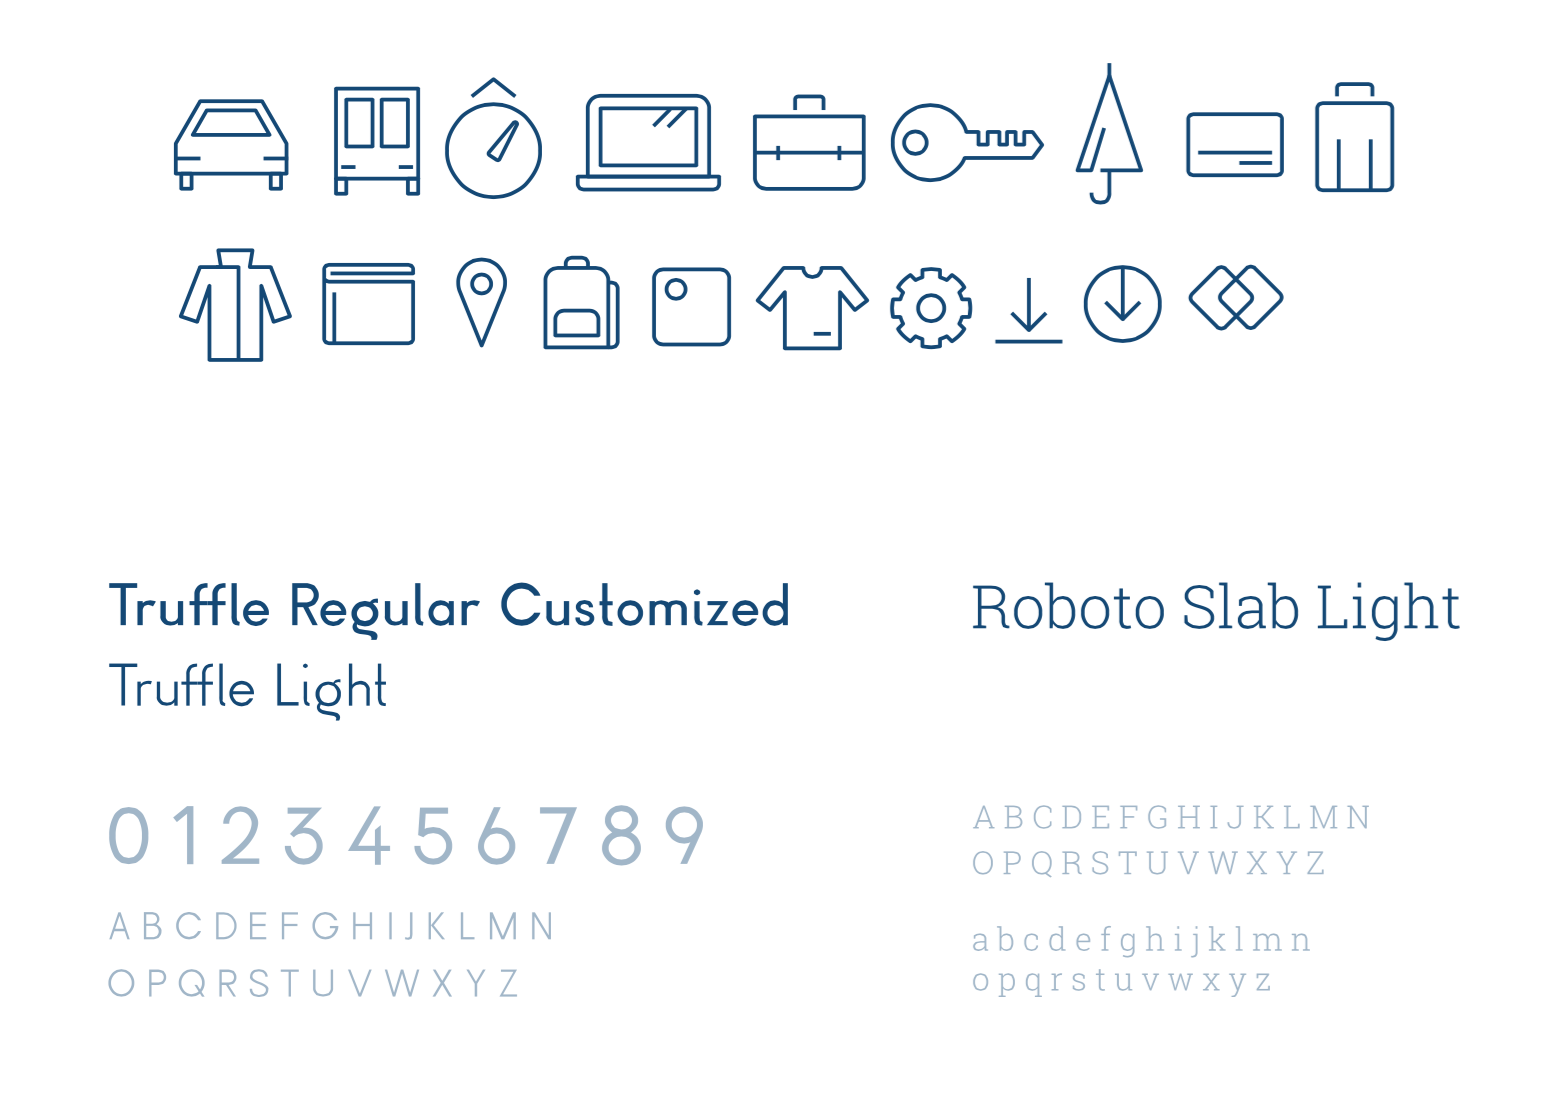 Truffle Regular Customized
Truffle Light
0 1 2 3 4 5 6 7 8 9
A B C D E F G H I J K L M N
O P Q R S T U V W X Y Z
Roboto Slab Light
A B C D E F G H I J K L M N
O P Q R S T U V W X Y Z
a b c d e f g h i j k l m n
o p q r s t u v w x y z